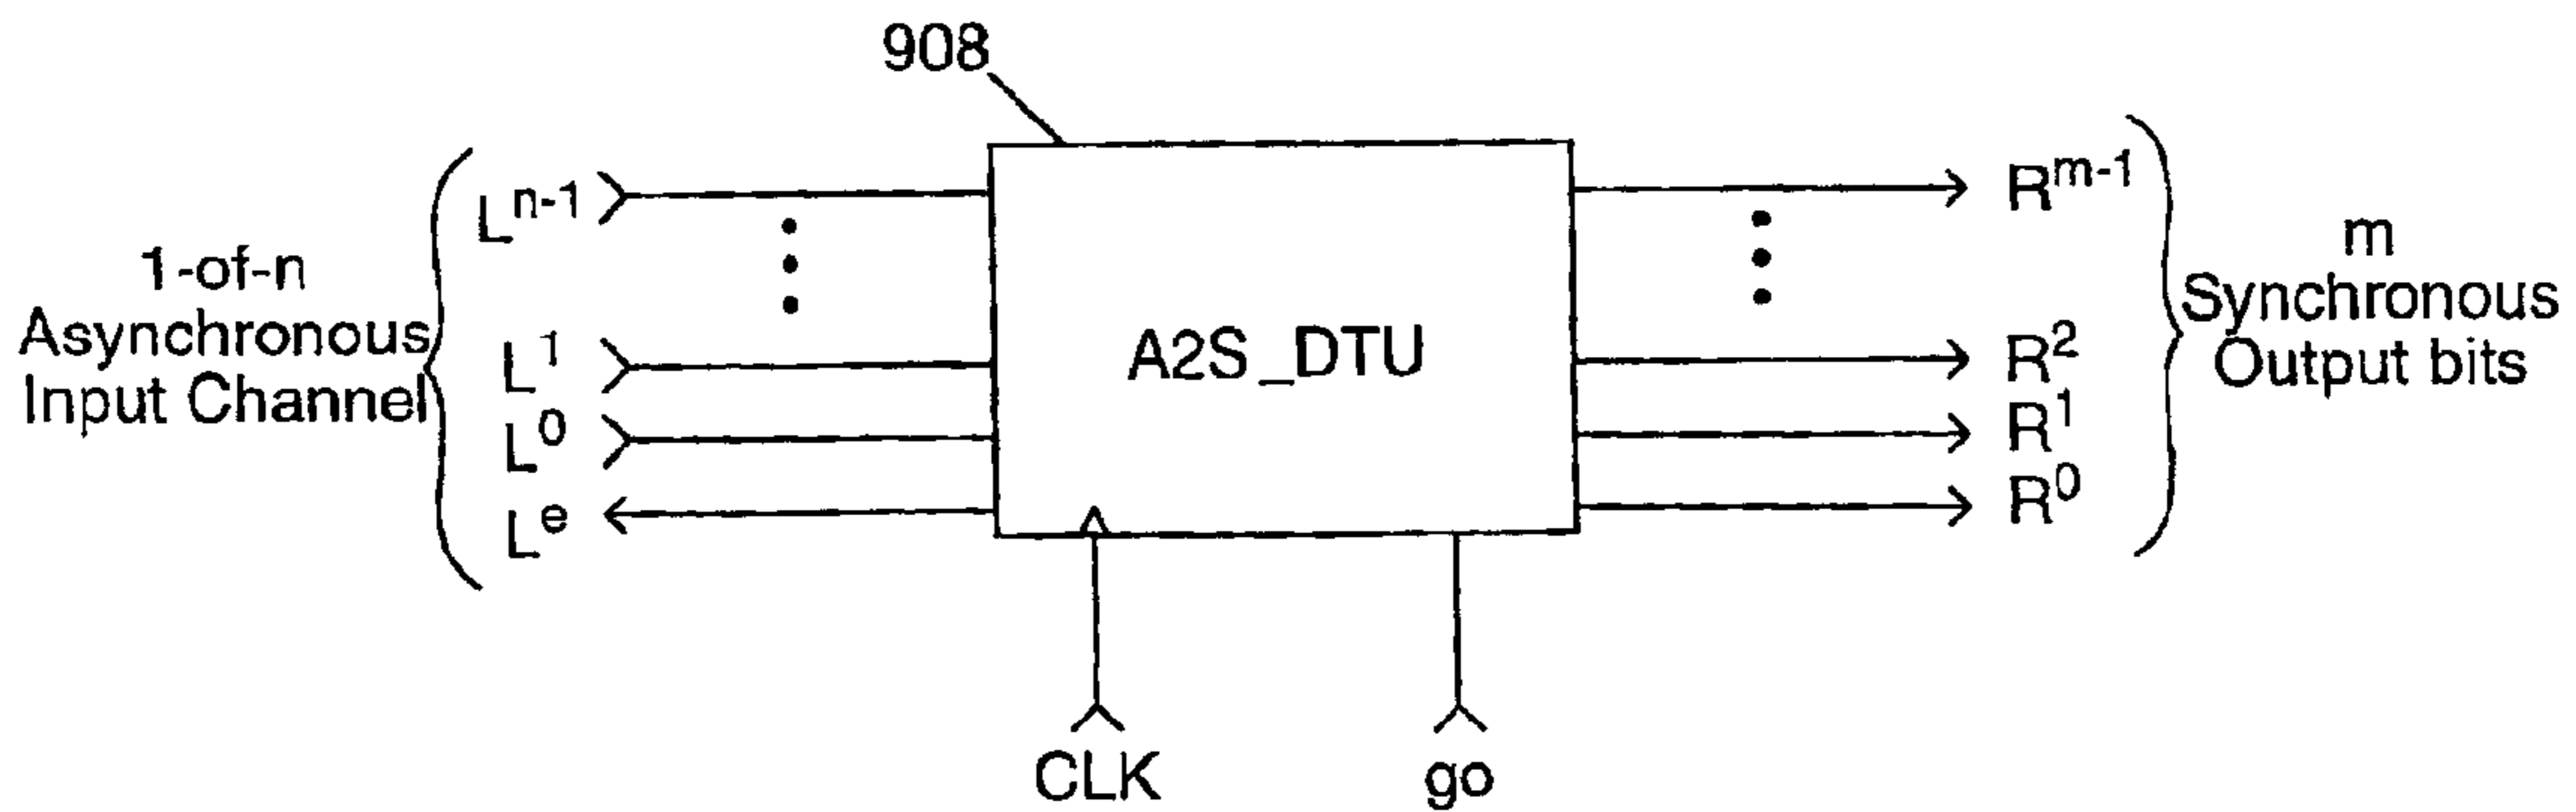 908
1-of-n
Asynchronous
Input Channel
L^n-1
L^1
L^0
L^e
A2S_DTU
CLK
go
R^m-1
R^2
R^1
R^0
m
Synchronous
Output bits